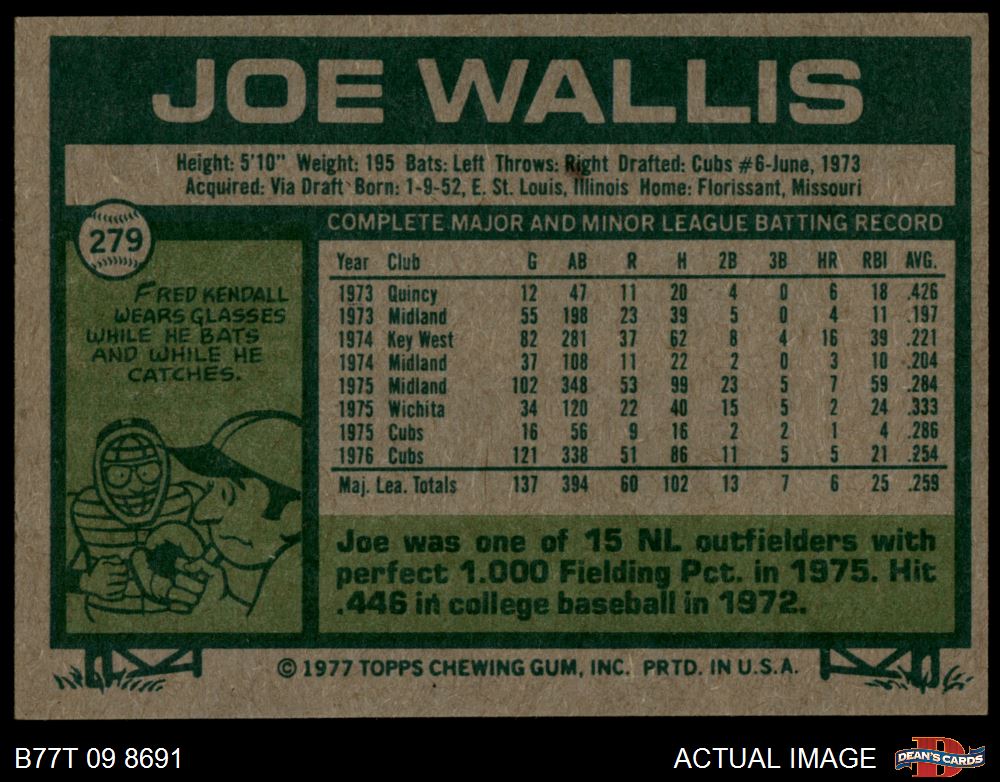 JOE WALLIS
Height: 5'10" Weight: 195 Bats: Left Throws: Right Drafted: Cubs #6-June, 1973
Acquired: Via Draft Born: 1-9-52, E. St. Louis, Illinois Home: Florissant, Missouri
279
FRED KENDALL
WEARS GLASSES
WHILE HE BATS
AND WHILE HE
CATCHES.
COMPLETE MAJOR AND MINOR LEAGUE BATTING RECORD
Year Club G AB R H 2B 3B HR RBI AVG.
1973 Quincy 12 47 11 20 4 0 6 18 .426
1973 Midland 55 198 23 39 5 0 4 11 .197
1974 Key West 82 281 37 62 8 4 16 39 .221
1974 Midland 37 108 11 22 2 0 3 10 .204
1975 Midland 102 348 53 99 23 5 7 59 .284
1975 Wichita 34 120 22 40 15 5 2 24 .333
1975 Cubs 16 56 9 16 2 2 1 4 .286
1976 Cubs 121 338 51 86 11 5 5 21 .254
Maj. Lea. Totals 137 394 60 102 13 7 6 25 .259
Joe was one of 15 NL outfielders with
perfect 1.000 Fielding Pct. in 1975. Hit
.446 in college baseball in 1972.
© 1977 TOPPS CHEWING GUM, INC. PRTD. IN U.S.A.
B77T 09 8691
ACTUAL IMAGE
D
DEAN'S CARDS